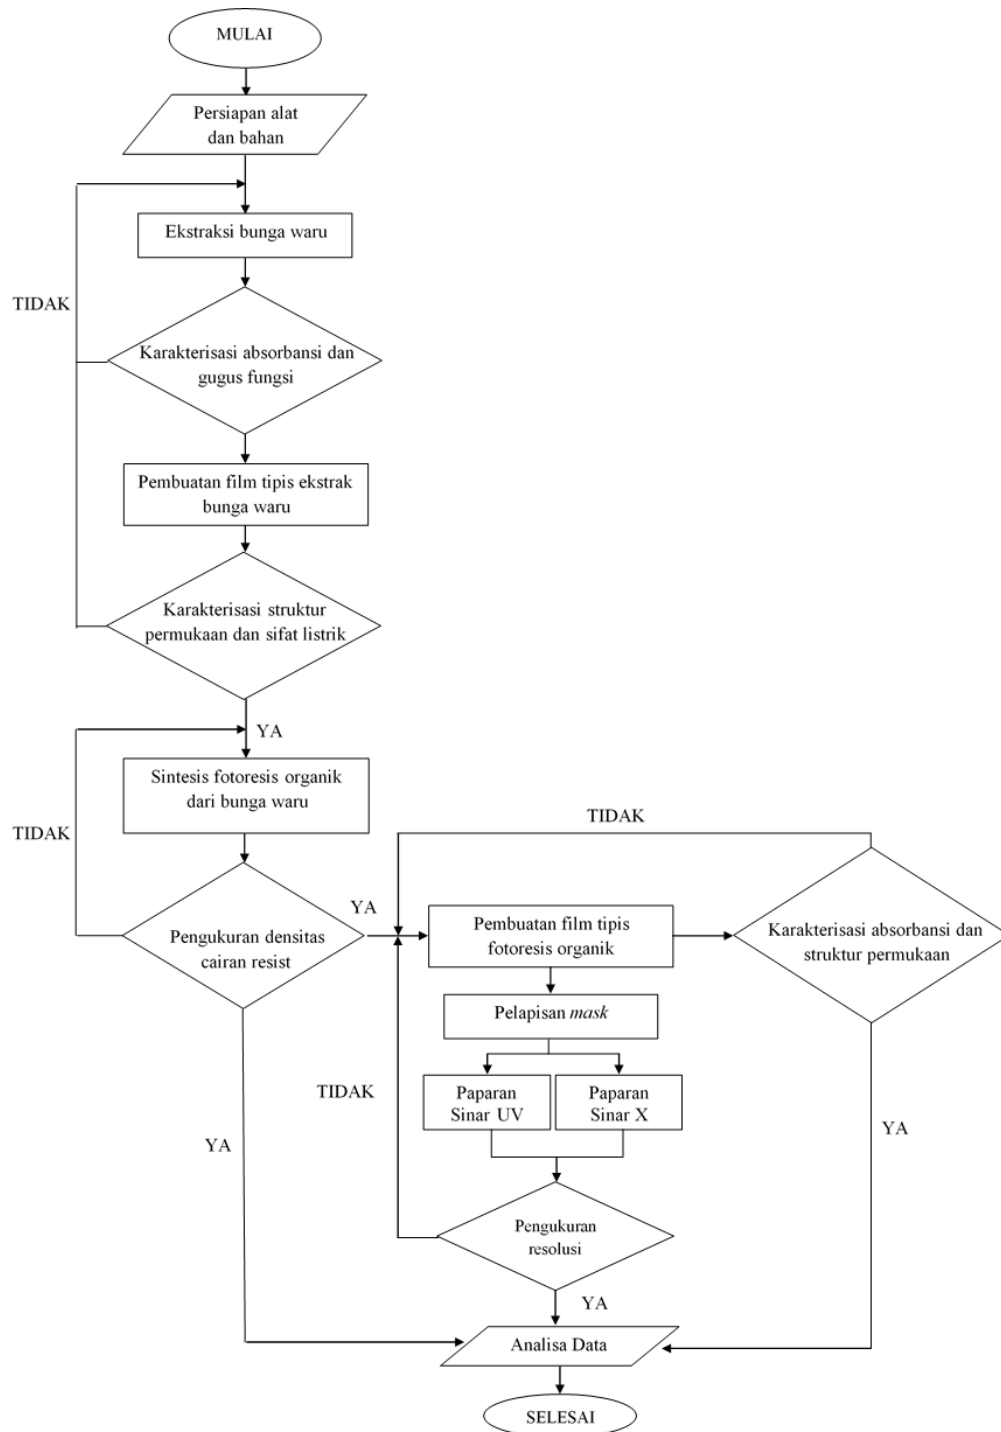 MULAI
Persiapan alat
dan bahan
Ekstraksi bunga waru
TIDAK
Karakterisasi absorbansi dan
gugus fungsi
Pembuatan film tipis ekstrak
bunga waru
Karakterisasi struktur
permukaan dan sifat listrik
YA
Sintesis fotoresis organik
dari bunga waru
TIDAK
Pengukuran densitas
cairan resist
YA
TIDAK
Pembuatan film tipis
fotoresis organik
Karakterisasi absorbansi dan
struktur permukaan
Pelapisan mask
TIDAK
Paparan
Sinar UV
Paparan
Sinar X
YA
YA
Pengukuran
resolusi
YA
Analisa Data
SELESAI